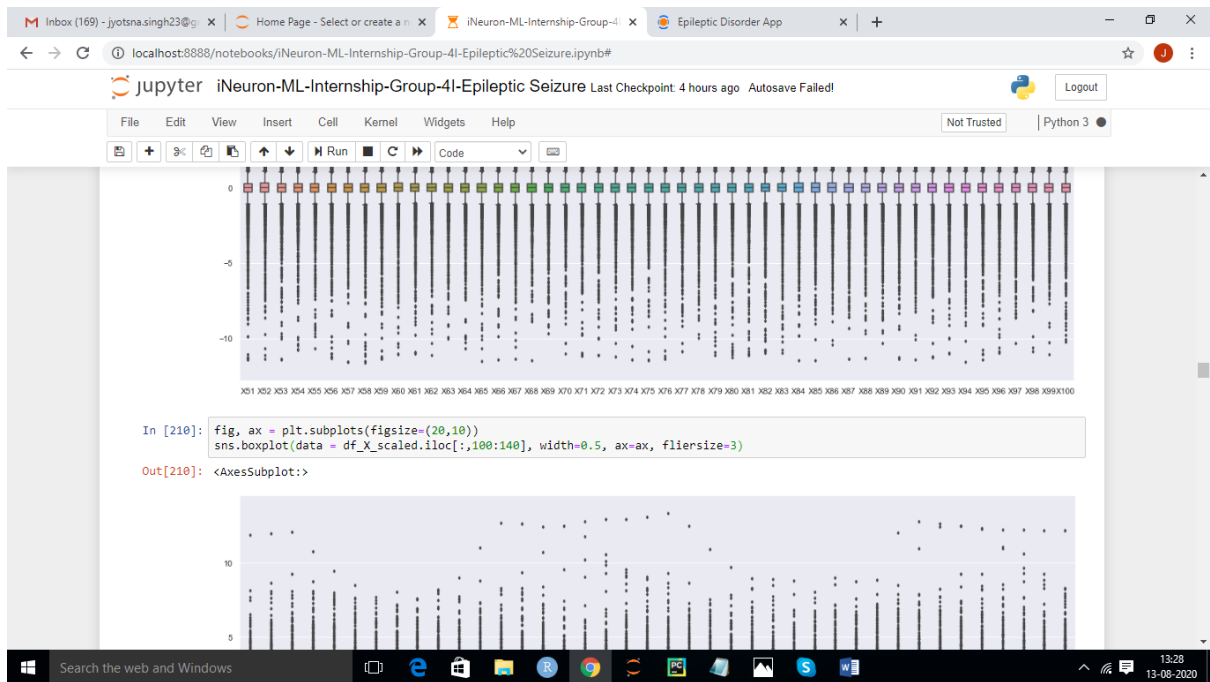 Inbox (169) - jyotsna.singh23@g
Home Page - Select or create a n
iNeuron-ML-Internship-Group-4I
Epileptic Disorder App
localhost:8888/notebooks/iNeuron-ML-Internship-Group-4I-Epileptic%20Seizure.ipynb#
J
jupyter iNeuron-ML-Internship-Group-4I-Epileptic Seizure Last Checkpoint: 4 hours ago Autosave Failed!
Logout
File Edit View Insert Cell Kernel Widgets Help
Not Trusted
Python 3
Run
Code
0
-5
-10
X51 X52 X53 X54 X55 X56 X57 X58 X59 X60 X61 X62 X63 X64 X65 X66 X67 X68 X69 X70 X71 X72 X73 X74 X75 X76 X77 X78 X79 X80 X81 X82 X83 X84 X85 X86 X87 X88 X89 X90 X91 X92 X93 X94 X95 X96 X97 X98 X99 X100
In [210]: fig, ax = plt.subplots(figsize=(20,10))
sns.boxplot(data = df_X_scaled.iloc[:,100:140], width=0.5, ax=ax, fliersize=3)
Out[210]: <AxesSubplot:>
10
5
Search the web and Windows
13:28
13-08-2020